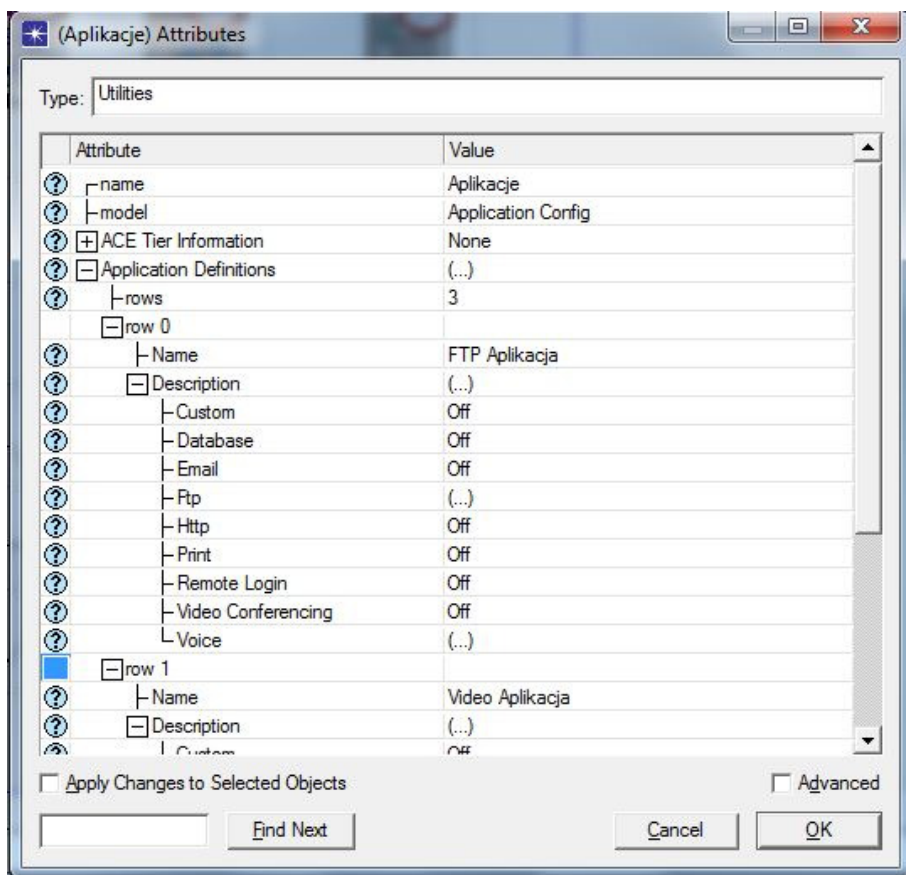 (Aplikacje) Attributes
Type: Utilities
Attribute Value
name Aplikacje
model Application Config
ACE Tier Information None
Application Definitions (...)
rows 3
row 0
Name FTP Aplikacja
Description (...)
Custom Off
Database Off
Email Off
Ftp (...)
Http Off
Print Off
Remote Login Off
Video Conferencing Off
Voice (...)
row 1
Name Video Aplikacja
Description (...)
Custom Off
Apply Changes to Selected Objects Advanced
Find Next Cancel OK